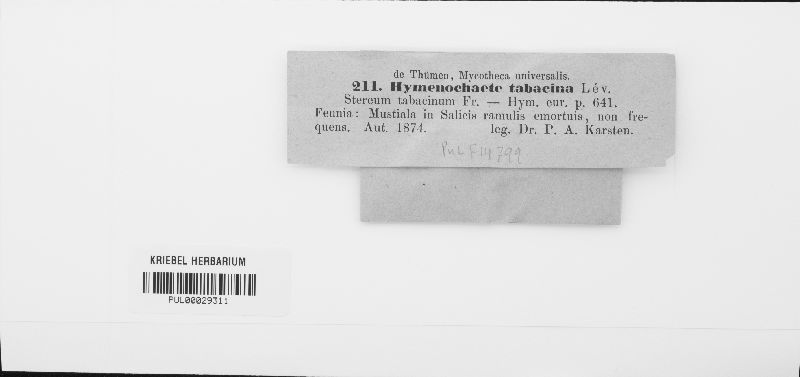 de Thümen, Mycotheca universalis.
211. Hymenochaete tabacina Lév.
Stereum tabacinum Fr. — Hym. eur. p. 641.
Fennia: Mustiala in Salicis ramulis emortuis, non fre-
quens. Aut. 1874. leg. Dr. P. A. Karsten.
PUL F14799
KRIEBEL HERBARIUM
PUL00029311